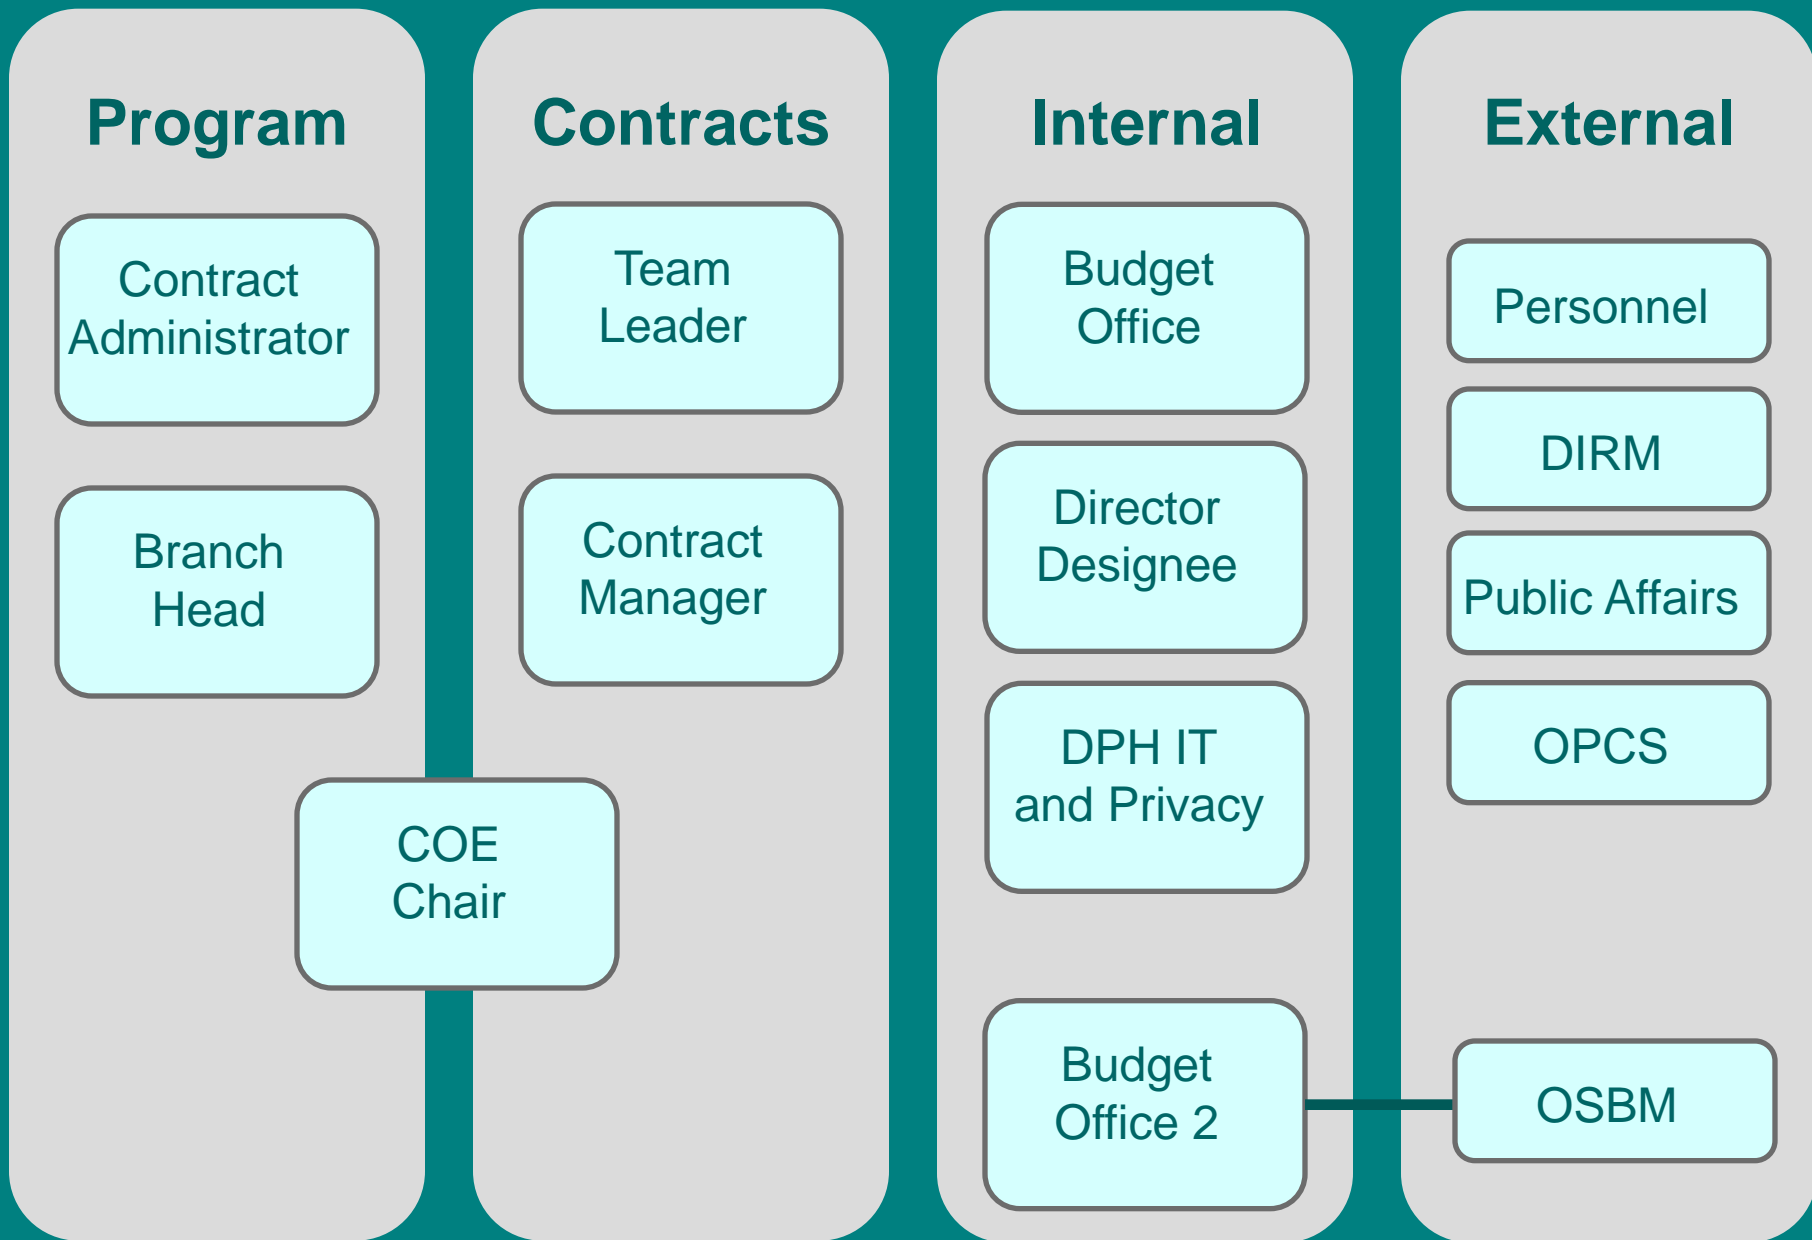 Program
Contract
Administrator
Branch
Head
COE
Chair
Contracts
Team
Leader
Contract
Manager
Internal
Budget
Office
Director
Designee
DPH IT
and Privacy
Budget
Office 2
External
Personnel
DIRM
Public Affairs
OPCS
OSBM